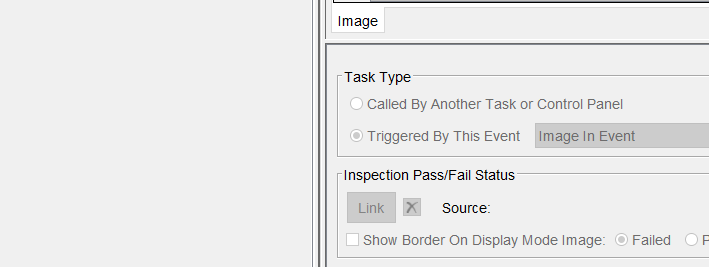 Image
Task Type
Called By Another Task or Control Panel
Triggered By This Event Image In Event
Inspection Pass/Fail Status
Link Source:
Show Border On Display Mode Image: Failed